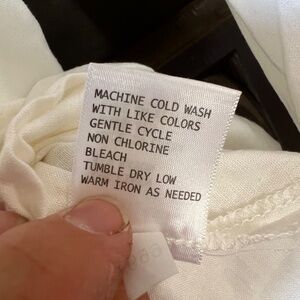 MACHINE COLD WASH
WITH LIKE COLORS
GENTLE CYCLE
NON CHLORINE
BLEACH
TUMBLE DRY LOW
WARM IRON AS NEEDED